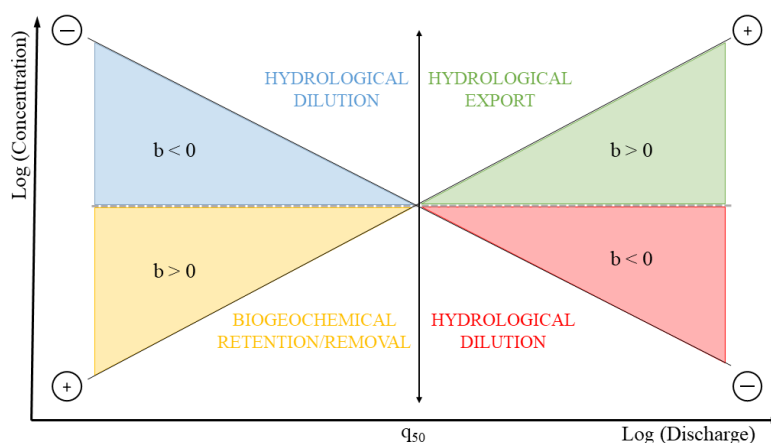 −
+
HYDROLOGICAL
DILUTION
HYDROLOGICAL
EXPORT
Log (Concentration)
b < 0
b > 0
b > 0
b < 0
BIOGEOCHEMICAL
RETENTION/REMOVAL
HYDROLOGICAL
DILUTION
+
−
q50
Log (Discharge)